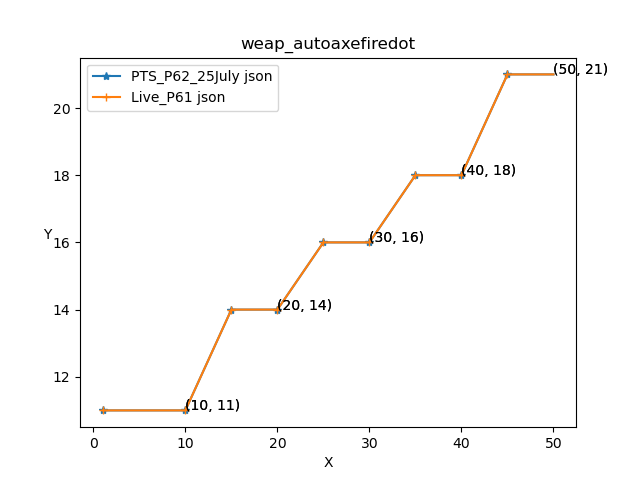 weap_autoaxefiredot
PTS_P62_25July json
Live_P61 json
(50, 21)
20
(40, 18)
18
Y
16
(30, 16)
(20, 14)
14
12
(10, 11)
0 10 20 30 40 50
X